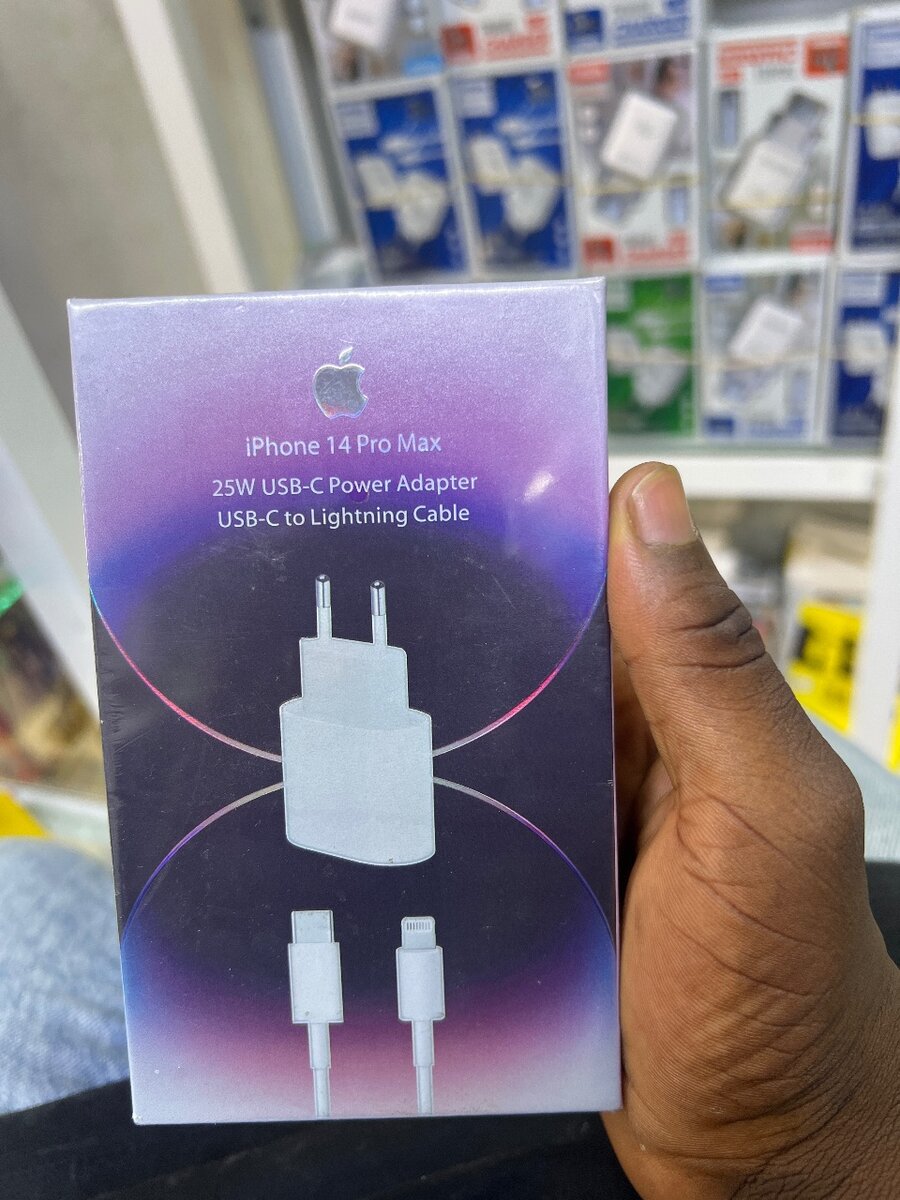 iPhone 14 Pro Max
25W USB-C Power Adapter
USB-C to Lightning Cable